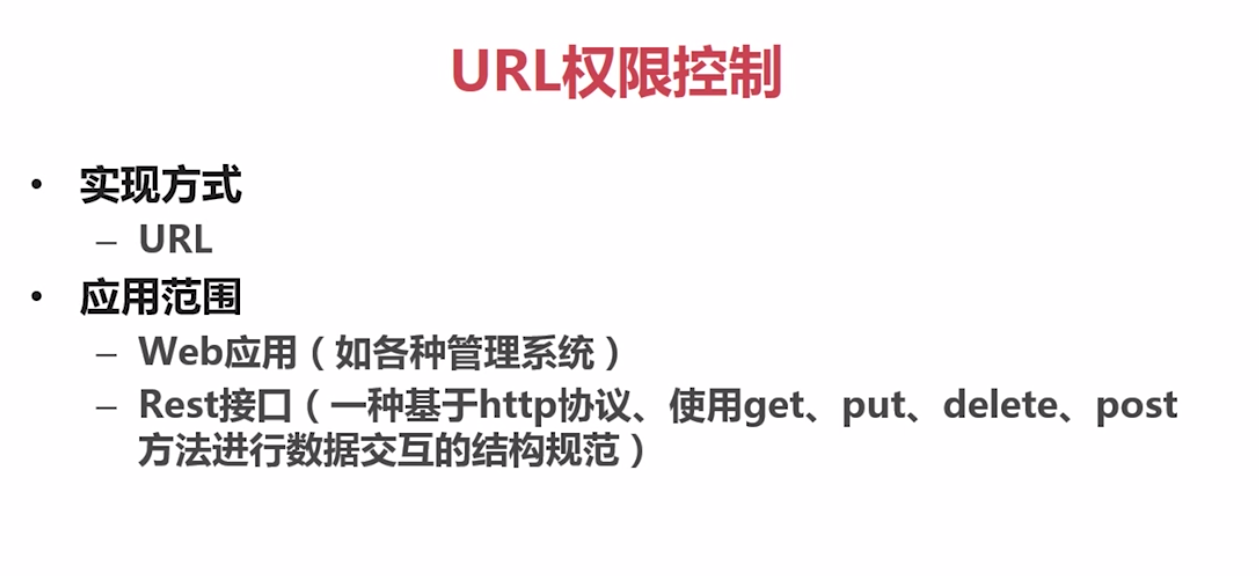 URL权限控制
• 实现方式
– URL
• 应用范围
– Web应用（如各种管理系统）
– Rest接口（一种基于http协议、使用get、put、delete、post
方法进行数据交互的结构规范）